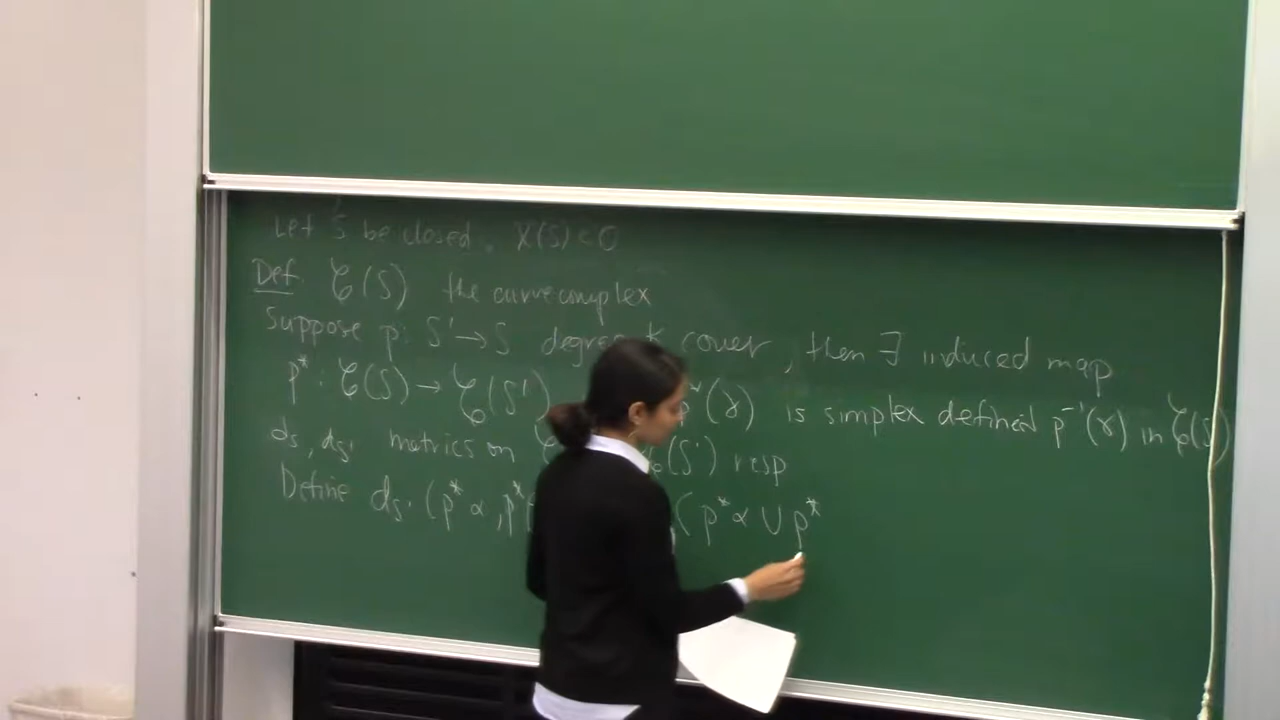 Let S be closed, χ(S) < 0
Def 𝒞(S) the curve complex
Suppose p: S' → S degree k cover, then ∃ induced map
p* : 𝒞(S) → 𝒞(S') (γ) is simplex defined p⁻¹(γ) in 𝒞(S')
d_S, d_S' metrics on (S') resp
Define d_S' (p*α, p* ( p*α ∪ p*